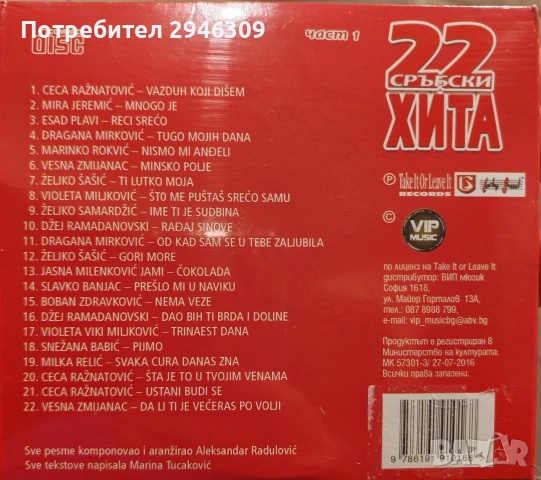 Потребител 2946309
COMPACT
DISC
част 1
22
СРЪБСКИ
ХИТА
1. CECA RAŽNATOVIĆ – VAZDUH KOJI DIŠEM
2. MIRA JEREMIĆ – MNOGO JE
3. ESAD PLAVI – RECI SREĆO
4. DRAGANA MIRKOVIĆ – TUGO MOJIH DANA
5. MARINKO ROKVIĆ – NISMO MI ANĐELI
6. VESNA ZMIJANAC – MINSKO POLJE
7. ŽELJKO ŠAŠIĆ – TI LUTKO MOJA
8. VIOLETA MILJKOVIĆ – ŠTO ME PUŠTAŠ SREĆO SAMU
9. ŽELJKO SAMARDŽIĆ – IME TI JE SUDBINA
10. DŽEJ RAMADANOVSKI – RAĐAJ SINOVE
11. DRAGANA MIRKOVIĆ – OD KAD SAM SE U TEBE ZALJUBILA
12. ŽELJKO ŠAŠIĆ – GORI MORE
13. JASNA MILENKOVIĆ JAMI – ČOKOLADA
14. SLAVKO BANJAC – PREŠLO MI U NAVIKU
15. BOBAN ZDRAVKOVIĆ – NEMA VEZE
16. DŽEJ RAMADANOVSKI – DAO BIH TI BRDA I DOLINE
17. VIOLETA VIKI MILJKOVIĆ – TRINAEST DANA
18. SNEŽANA BABIĆ – PIJMO
19. MILKA RELIĆ – SVAKA CURA DANAS ZNA
20. CECA RAŽNATOVIĆ – ŠTA JE TO U TVOJIM VENAMA
21. CECA RAŽNATOVIĆ – USTANI BUDI SE
22. VESNA ZMIJANAC – DA LI TI JE VEČERAS PO VOLJI
Sve pesme komponovao i aranžirao Aleksandar Radulović
Sve tekstove napisala Marina Tucaković
℗ Take It Or Leave It
RECORDS
©
VIP
MUSIC
по лиценз на Take It or Leave It
дистрибутор: ВИП мюзик
София 1618,
ул. Майор Горталов 13А,
тел.: 087 8988 799,
e-mail: vip_musicbg@abv.bg
Продуктът е регистриран в
Министерство на културата.
МК 57301-3/ 27-07-2016
Всички права запазени.
BAZAR